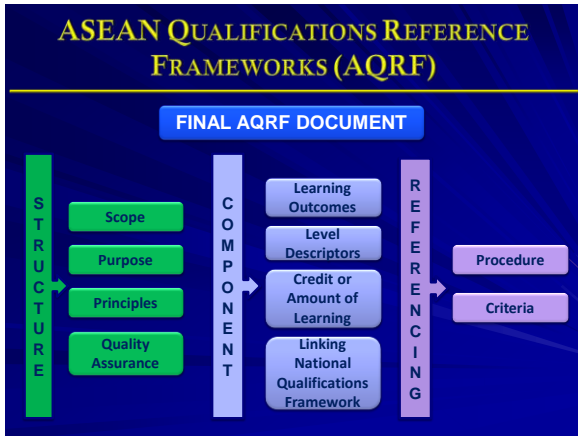 ASEAN QUALIFICATIONS REFERENCE
FRAMEWORKS (AQRF)
FINAL AQRF DOCUMENT
STRUCTURE
Scope
Purpose
Principles
Quality
Assurance
COMPONENT
Learning
Outcomes
Level
Descriptors
Credit or
Amount of
Learning
Linking
National
Qualifications
Framework
REFERENCING
Procedure
Criteria